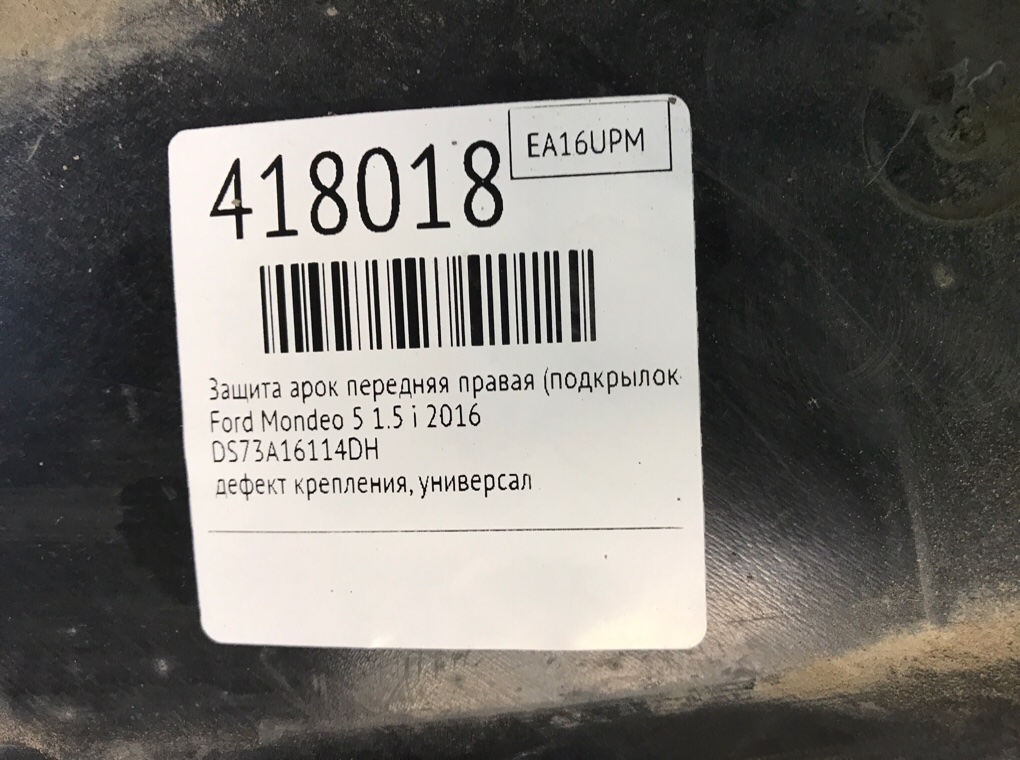 418018
EA16UPM
Защита арок передняя правая (подкрылок
Ford Mondeo 5 1.5 i 2016
DS73A16114DH
дефект крепления, универсал